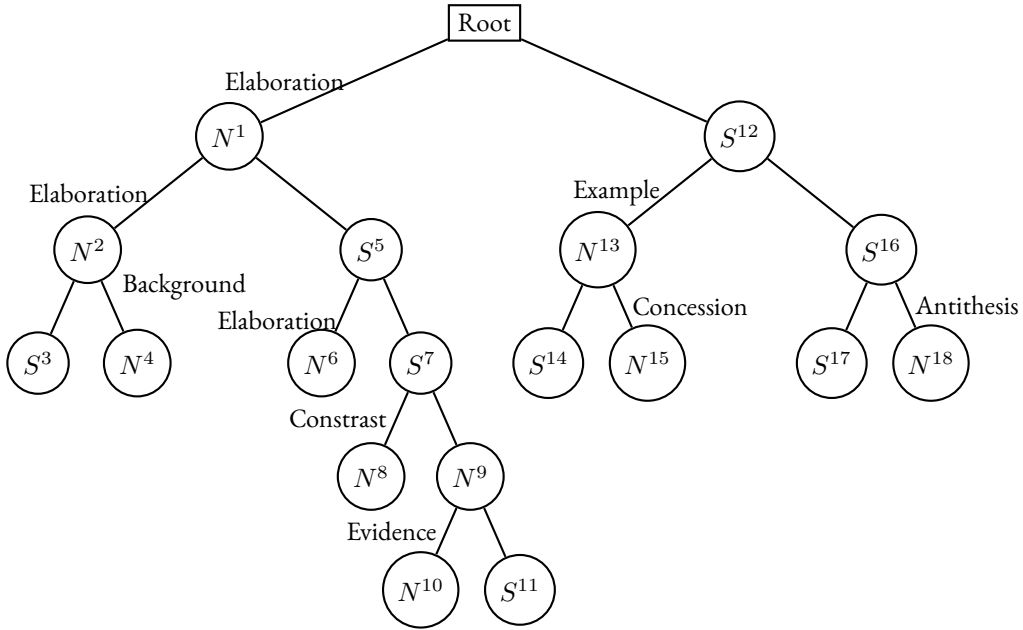 Root
Elaboration
N¹
S¹²
Elaboration
Example
N²
S⁵
N¹³
S¹⁶
Background
Elaboration
Concession
Antithesis
S³
N⁴
N⁶
S⁷
S¹⁴
N¹⁵
S¹⁷
N¹⁸
Constrast
N⁸
N⁹
Evidence
N¹⁰
S¹¹